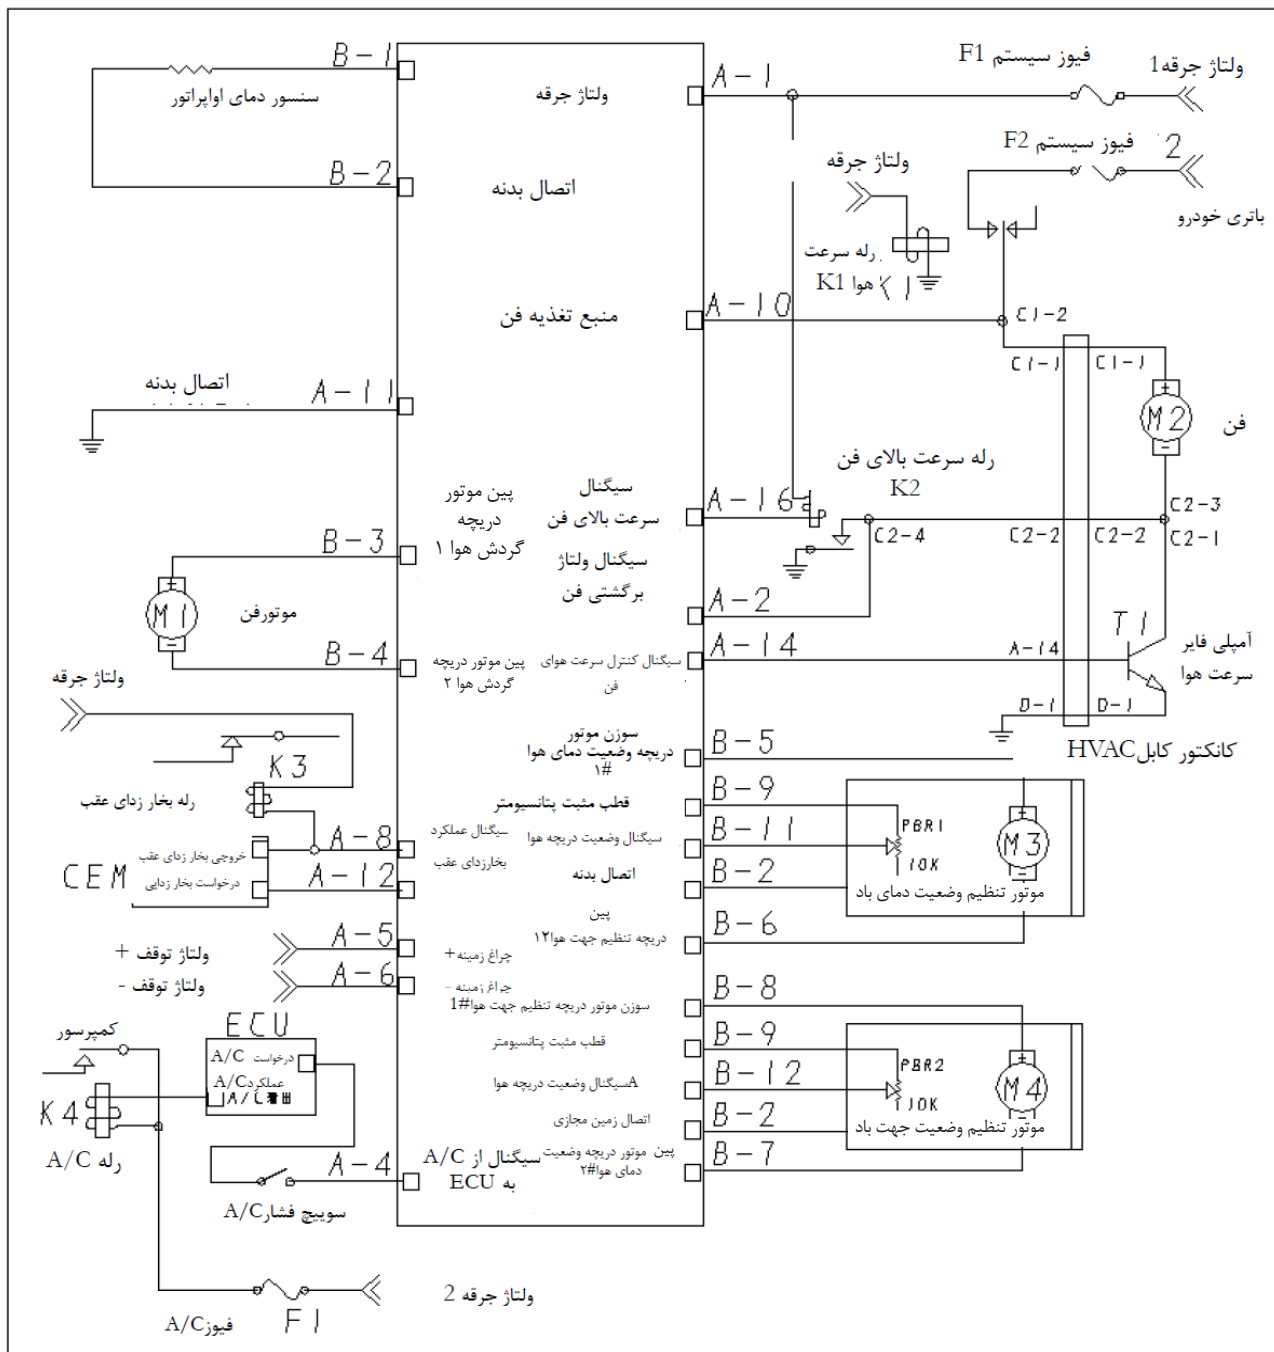 B-1
سنسور دمای اواپراتور
B-2
ولتاژ جرقه
اتصال بدنه
A-1
فیوز سیستم F1
ولتاژ جرقه1
فیوز سیستم F2
2
باتری خودرو
ولتاژ جرقه
رله سرعت
هوا K1
منبع تغذیه فن
A-10
C1-2
C1-1
C1-1
اتصال بدنه
A-11
M2
فن
رله سرعت بالای فن
K2
سیگنال
سرعت بالای فن
A-16
C2-3
C2-4
C2-2
C2-2
C2-1
پین موتور
دریچه
گردش هوا ۱
B-3
سیگنال ولتاژ
برگشتی فن
A-2
M1
موتورفن
B-4
پین موتور دریچه
گردش هوا ۲
سیگنال کنترل سرعت هوای
فن
A-14
A-14
T1
آمپلی فایر
سرعت هوا
D-1
D-1
کانکتور کابل HVAC
ولتاژ جرقه
K3
رله بخار زدای عقب
سوزن موتور
دریچه وضعیت دمای هوا
#۱
B-5
قطب مثبت پتانسیومتر
B-9
سیگنال وضعیت دریچه هوا
B-11
اتصال بدنه
B-2
PBR1
10K
M3
موتور تنظیم وضعیت دمای باد
پین
دریچه تنظیم جهت هوا۱۲
B-6
CEM
خروجی بخار زدای عقب
درخواست بخار زدایی
A-8
A-12
سیگنال عملکرد
بخارزدای عقب
ولتاژ توقف +
A-5
چراغ زمینه+
ولتاژ توقف -
A-6
چراغ زمینه -
سوزن موتور دریچه تنظیم جهت هوا#1
B-8
قطب مثبت پتانسیومتر
B-9
Aسیگنال وضعیت دریچه هوا
B-12
اتصال زمین مجازی
B-2
پین موتور دریچه وضعیت
دمای هوا#۲
B-7
PBR2
10K
M4
موتور تنظیم وضعیت جهت باد
کمپرسور
ECU
درخواست A/C
عملکردA/C
A/C
K4
رله A/C
A-4
سیگنال از A/C
به ECU
سوییچ فشارA/C
ولتاژ جرقه 2
F1
فیوزA/C